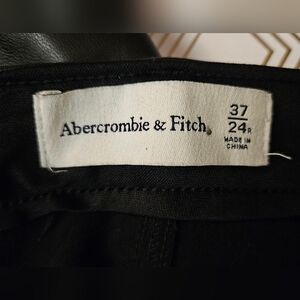 Abercrombie & Fitch
37
24R
MADE IN
CHINA